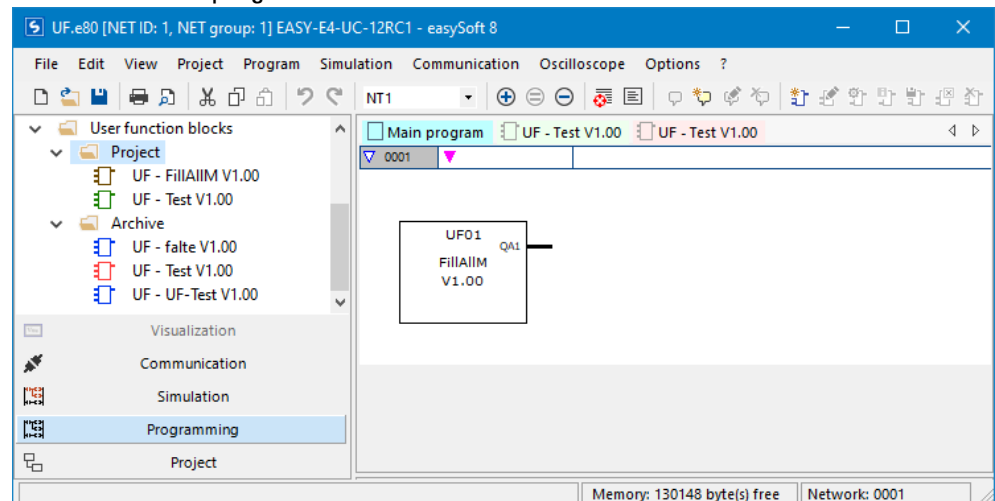 UF.e80 [NET ID: 1, NET group: 1] EASY-E4-UC-12RC1 - easySoft 8
File Edit View Project Program Simulation Communication Oscilloscope Options ?
NT1
User function blocks
Project
UF - FillAllM V1.00
UF - Test V1.00
Archive
UF - falte V1.00
UF - Test V1.00
UF - UF-Test V1.00
Visualization
Communication
Simulation
Programming
Project
Main program UF - Test V1.00 UF - Test V1.00
0001
UF01
QA1
FillAllM
V1.00
Memory: 130148 byte(s) free Network: 0001